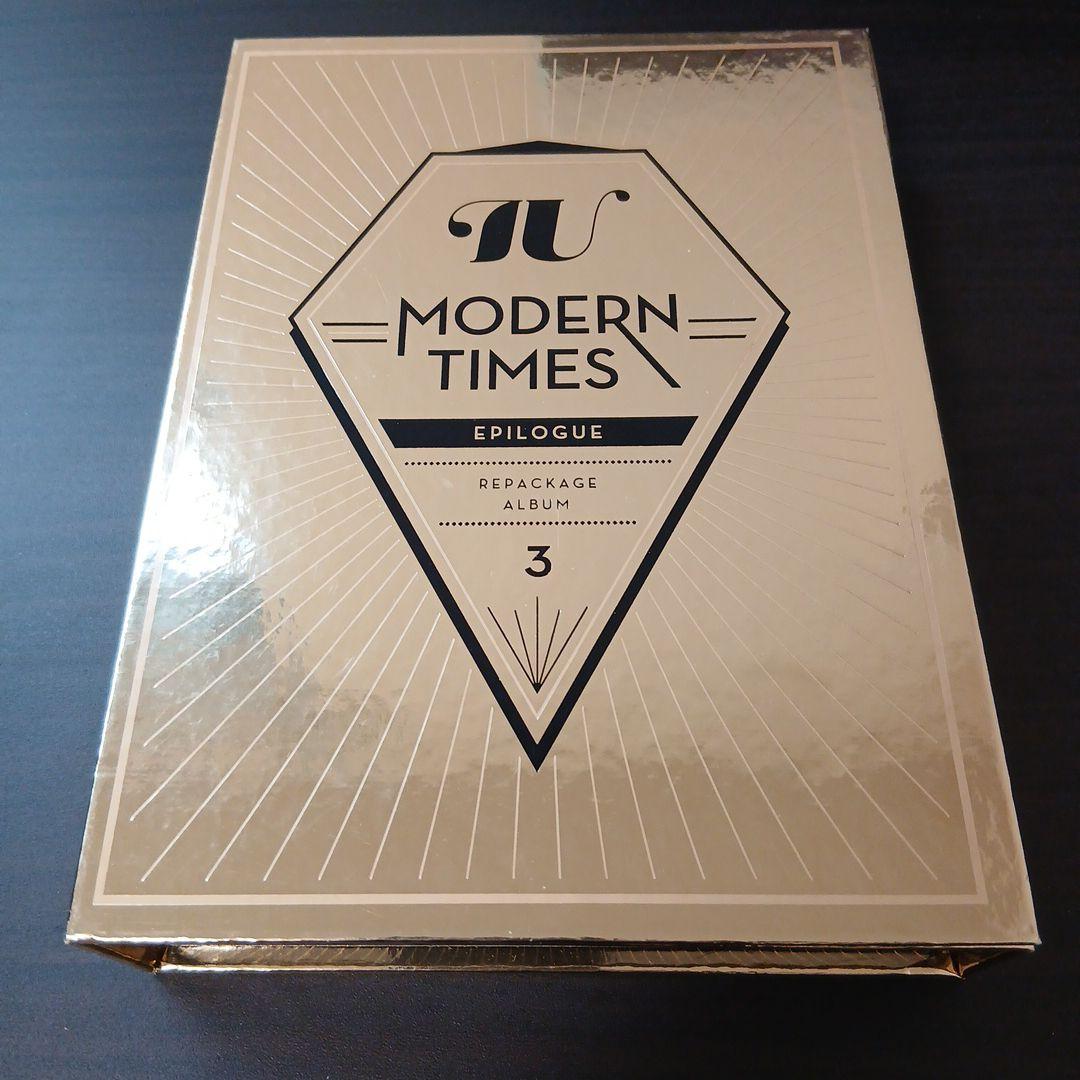 IU
MODERN
TIMES
EPILOGUE
REPACKAGE
ALBUM
3